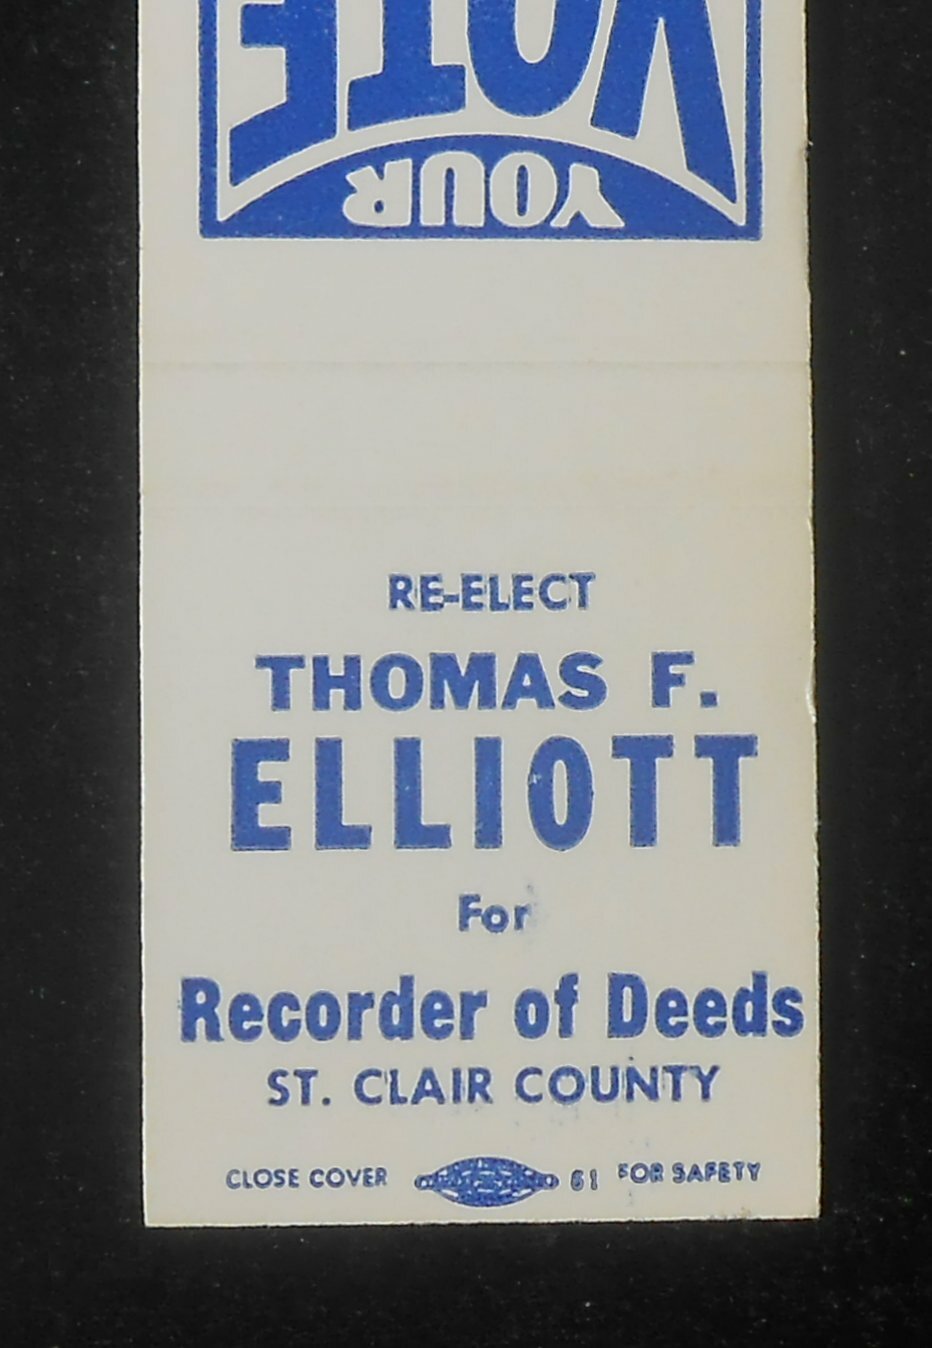 YOUR
VOTE
RE-ELECT
THOMAS F.
ELLIOTT
For
Recorder of Deeds
ST. CLAIR COUNTY
CLOSE COVER 61 FOR SAFETY